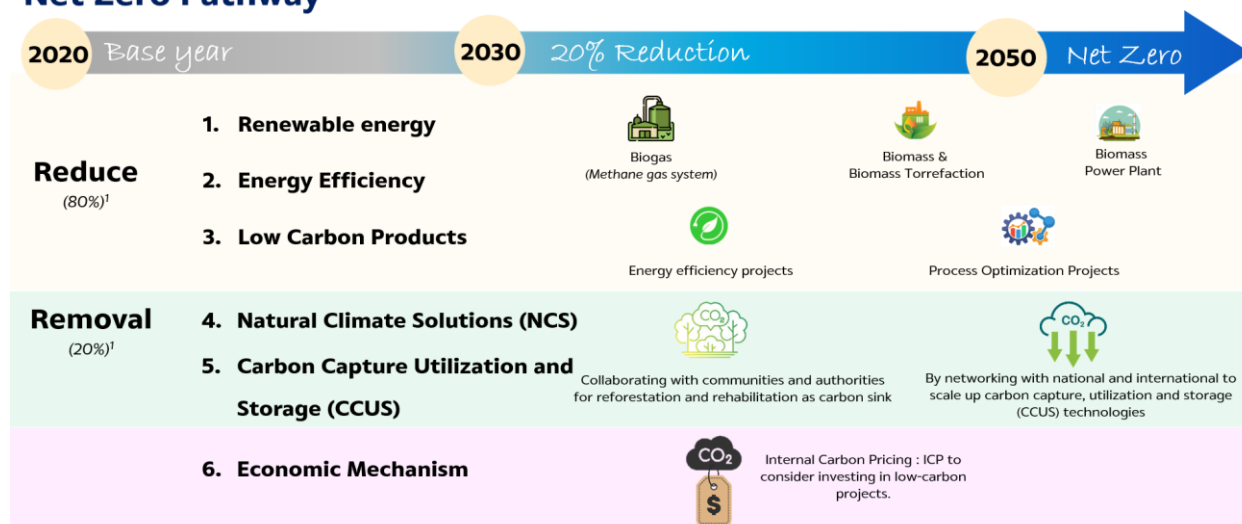 Net Zero Pathway
2020 Base year 2030 20% Reduction 2050 Net Zero
Reduce
(80%)¹
1. Renewable energy
2. Energy Efficiency
3. Low Carbon Products
Biogas
(Methane gas system)
Biomass &
Biomass Torrefaction
Biomass
Power Plant
Energy efficiency projects
Process Optimization Projects
Removal
(20%)¹
4. Natural Climate Solutions (NCS)
5. Carbon Capture Utilization and
Storage (CCUS)
CO₂
Collaborating with communities and authorities
for reforestation and rehabilitation as carbon sink
CO₂
By networking with national and international to
scale up carbon capture, utilization and storage
(CCUS) technologies
6. Economic Mechanism
CO₂
$
Internal Carbon Pricing : ICP to
consider investing in low-carbon
projects.